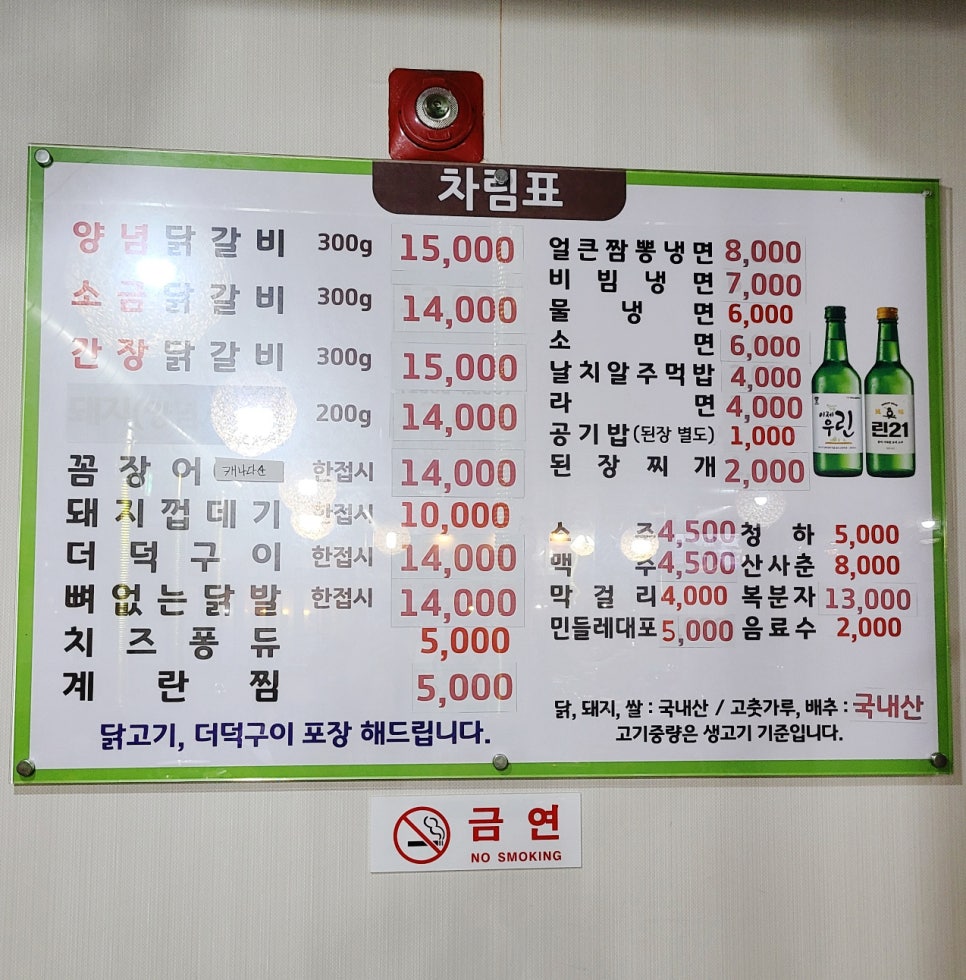 차림표
양념닭갈비 300g 15,000
소금닭갈비 300g 14,000
간장닭갈비 300g 15,000
200g 14,000
꼼장어 캐나다산 한접시 14,000
돼지껍데기 한접시 10,000
더덕구이 한접시 14,000
뼈없는닭발 한접시 14,000
치즈퐁듀 5,000
계란찜 5,000
닭고기, 더덕구이 포장 해드립니다.
얼큰짬뽕냉면 8,000
비빔냉면 7,000
물냉면 6,000
소면 6,000
날치알주먹밥 4,000
라면 4,000
공기밥(된장 별도) 1,000
된장찌개 2,000
이제 우린
린21
소주 4,500 청하 5,000
맥주 4,500 산사춘 8,000
막걸리 4,000 복분자 13,000
민들레대포 5,000 음료수 2,000
닭, 돼지, 쌀 : 국내산 / 고춧가루, 배추 : 국내산
고기중량은 생고기 기준입니다.
금연
NO SMOKING